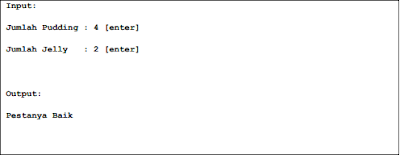 Input:
Jumlah Pudding : 4 [enter]
Jumlah Jelly   : 2 [enter]
Output:
Pestanya Baik